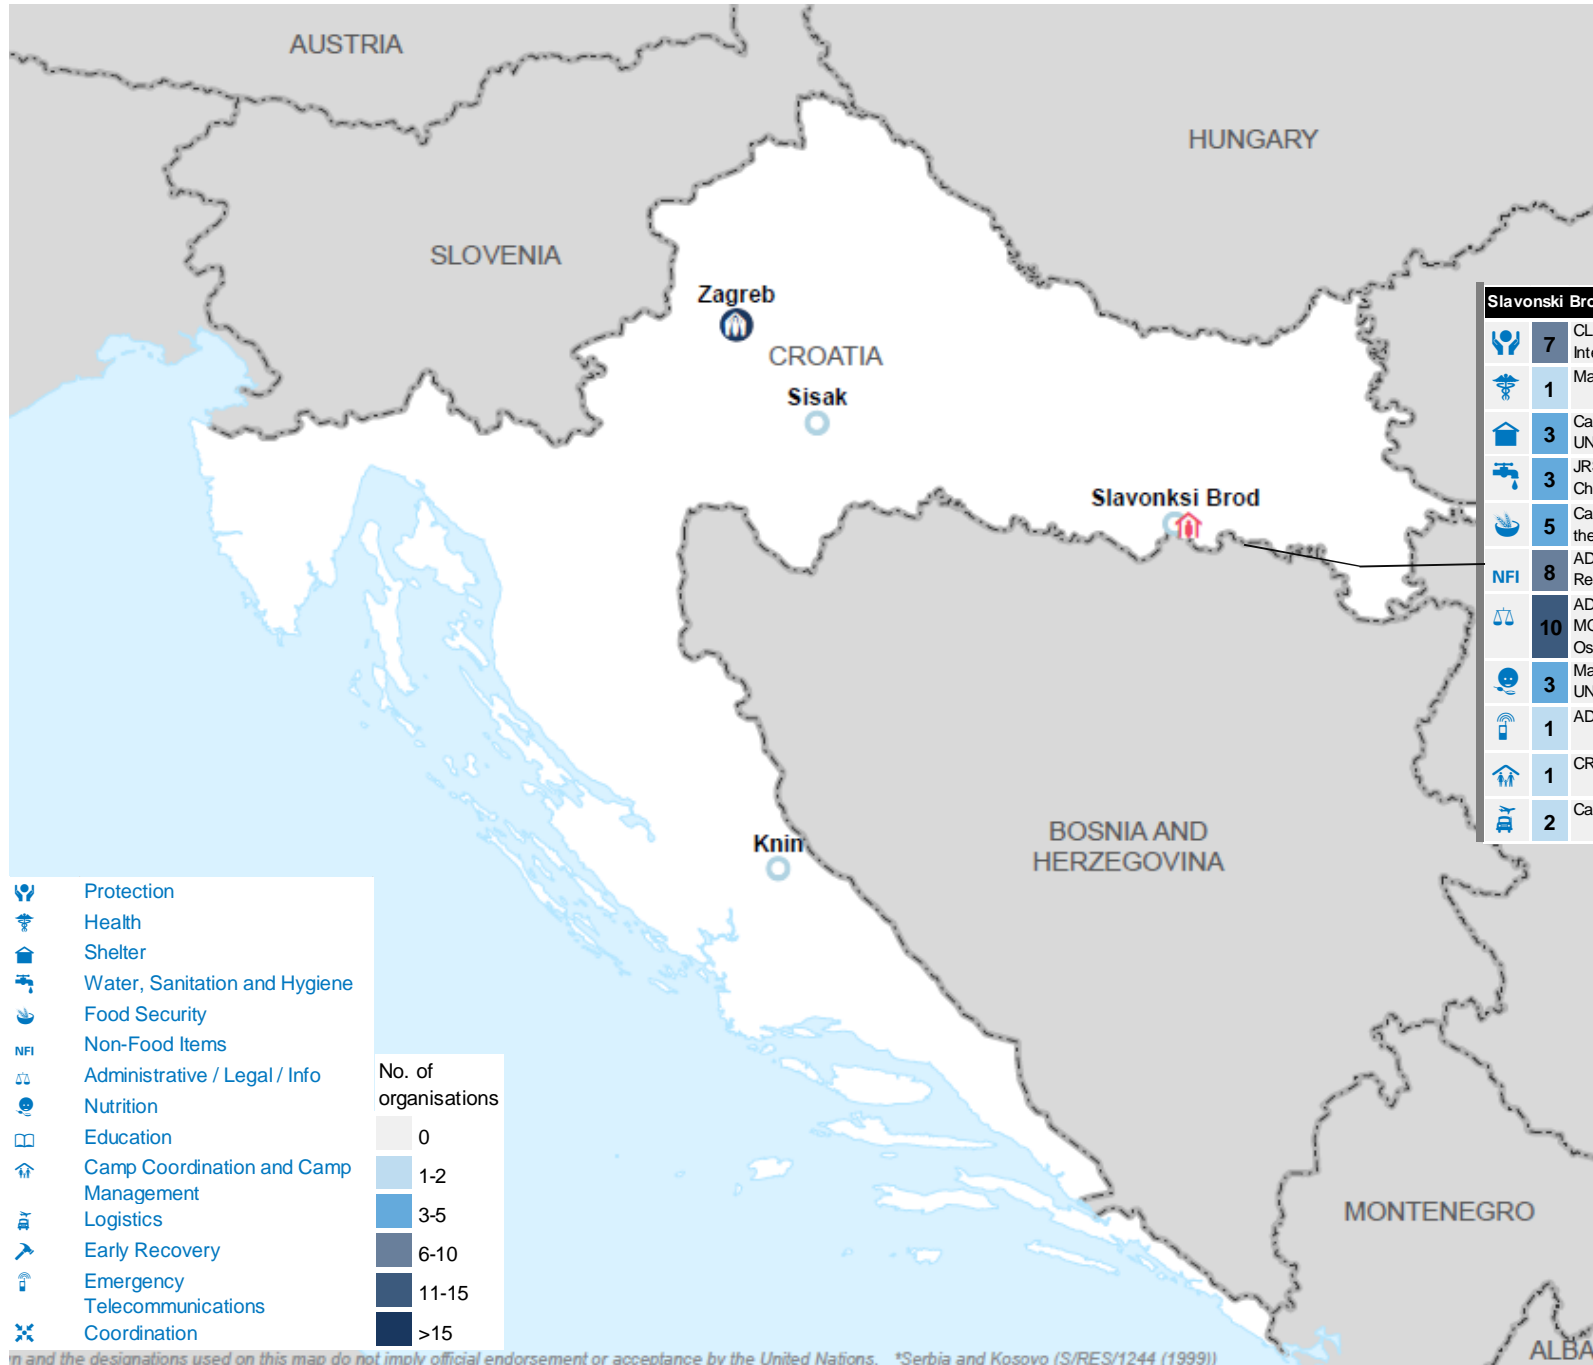 AUSTRIA
HUNGARY
SLOVENIA
Zagreb
CROATIA
Sisak
Slavonksi Brod
Knin
BOSNIA AND
HERZEGOVINA
MONTENEGRO
ALBA
Slavonski Bro
7 CL
Inte
1 Ma
3 Ca
UN
3 JR
Ch
5 Ca
the
NFI 8 AD
Re
10 AD
MO
Os
3 Ma
UN
1 AD
1 CR
2 Ca
Protection
Health
Shelter
Water, Sanitation and Hygiene
Food Security
NFI Non-Food Items
Administrative / Legal / Info
Nutrition
Education
Camp Coordination and Camp
Management
Logistics
Early Recovery
Emergency
Telecommunications
Coordination
No. of
organisations
0
1-2
3-5
6-10
11-15
>15
n and the designations used on this map do not imply official endorsement or acceptance by the United Nations. *Serbia and Kosovo (S/RES/1244 (1999))